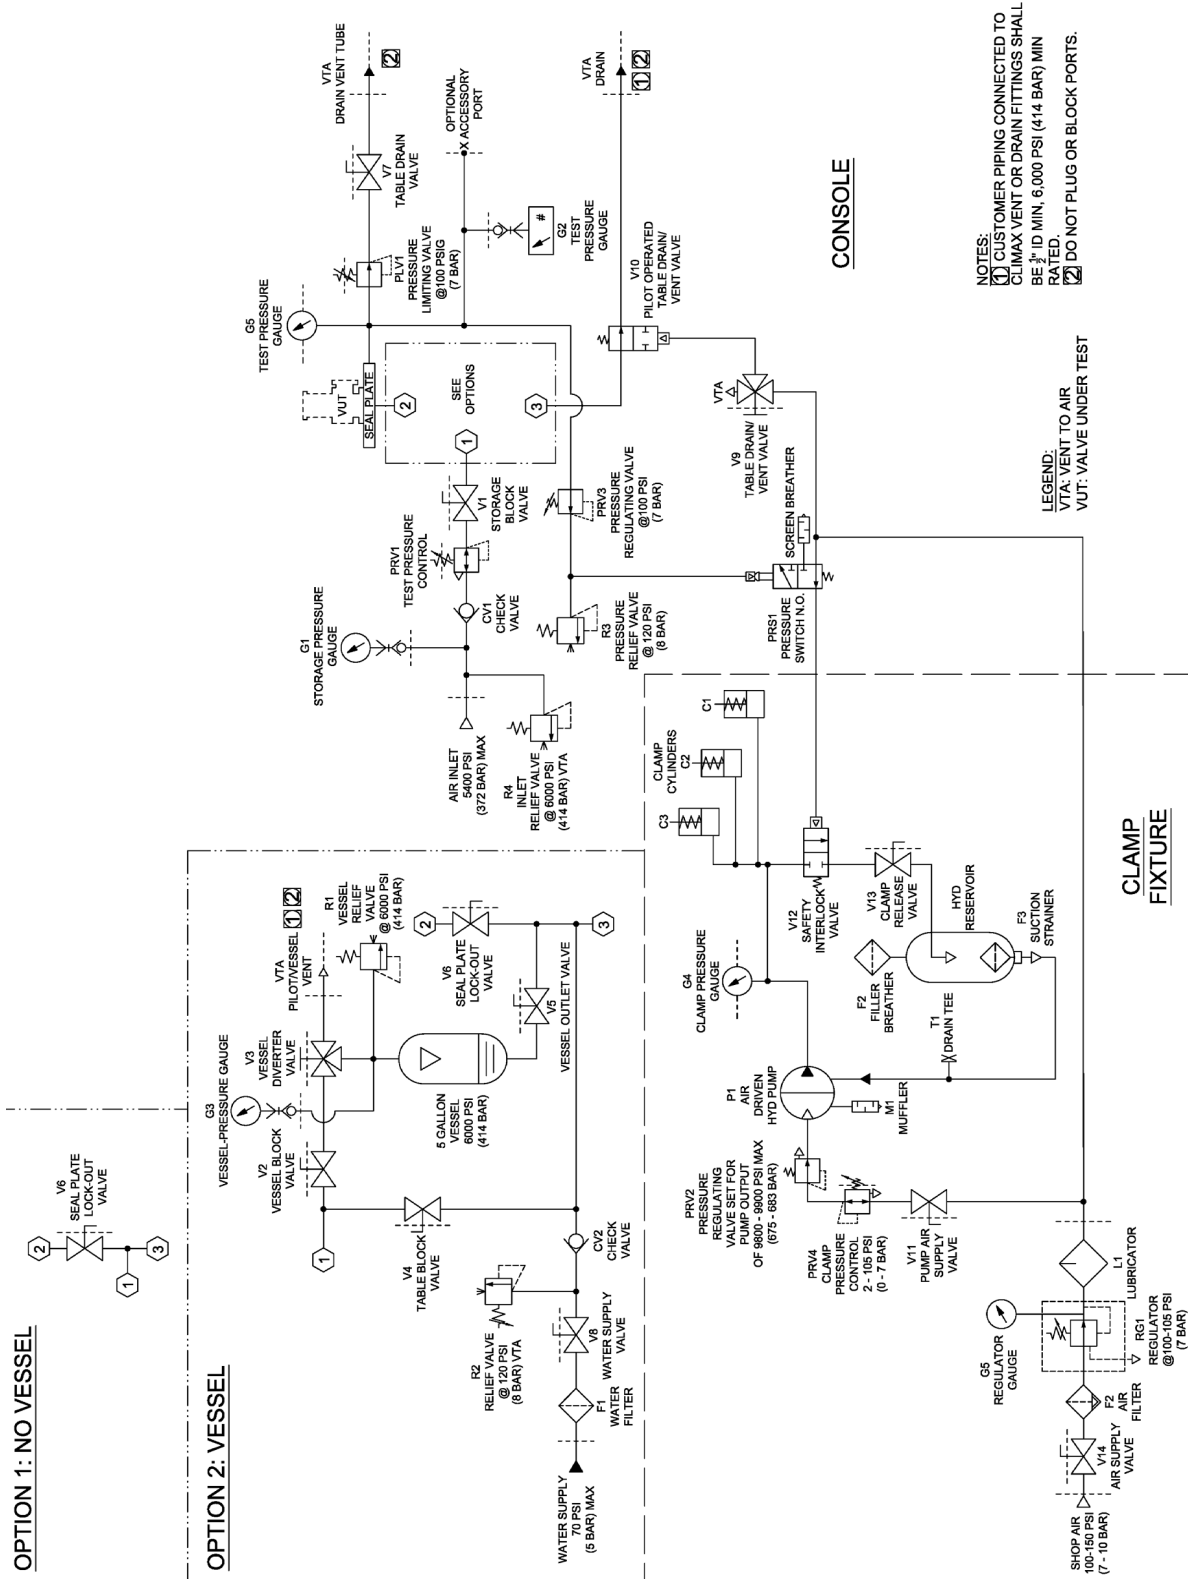 OPTION 1: NO VESSEL
V6
SEAL PLATE
LOCK-OUT
VALVE
2
1
3
OPTION 2: VESSEL
G3
VESSEL-PRESSURE GAUGE
V2
VESSEL BLOCK
VALVE
V3
VESSEL
DIVERTER
VALVE
VTA
PILOT/VESSEL
VENT
1 2
R1
VESSEL
RELIEF
VALVE
@ 6000 PSI
(414 BAR)
1
5 GALLON
VESSEL
6000 PSI
(414 BAR)
2
V6
SEAL PLATE
LOCK-OUT
VALVE
V5
VESSEL OUTLET VALVE
3
V4
TABLE BLOCK
VALVE
R2
RELIEF VALVE
@ 120 PSI
(8 BAR) VTA
CV2
CHECK
VALVE
V8
WATER SUPPLY
VALVE
F1
WATER
FILTER
WATER SUPPLY
70 PSI
(5 BAR) MAX
G1
STORAGE PRESSURE
GAUGE
AIR INLET
5400 PSI
(372 BAR) MAX
R4
INLET
RELIEF VALVE
@ 6000 PSI
(414 BAR) VTA
CV1
CHECK
VALVE
PRV1
TEST PRESSURE
CONTROL
V1
STORAGE
BLOCK
VALVE
1
SEE
OPTIONS
2
3
VUT
SEAL PLATE
G5
TEST PRESSURE
GAUGE
PLV1
PRESSURE
LIMITING VALVE
@100 PSIG
(7 BAR)
V7
TABLE DRAIN
VALVE
VTA
DRAIN VENT TUBE
2
OPTIONAL
X ACCESSORY
PORT
#
G2
TEST
PRESSURE
GAUGE
VTA
DRAIN
1 2
V10
PILOT OPERATED
TABLE DRAIN/
VENT VALVE
PRV3
PRESSURE
REGULATING VALVE
@100 PSI
(7 BAR)
R3
PRESSURE
RELIEF VALVE
@ 120 PSI
(8 BAR)
VTA
V9
TABLE DRAIN/
VENT VALVE
SCREEN BREATHER
PRS1
PRESSURE
SWITCH N.O.
CONSOLE
NOTES:
1 CUSTOMER PIPING CONNECTED TO
CLIMAX VENT OR DRAIN FITTINGS SHALL
BE 1/2" ID MIN, 6,000 PSI (414 BAR) MIN
RATED.
2 DO NOT PLUG OR BLOCK PORTS.
LEGEND:
VTA: VENT TO AIR
VUT: VALVE UNDER TEST
CLAMP
CYLINDERS
C3
C2
C1
G4
CLAMP PRESSURE
GAUGE
V12
SAFETY
INTERLOCK
VALVE
V13
CLAMP
RELEASE
VALVE
HYD
RESERVOIR
F2
FILLER
BREATHER
F3
SUCTION
STRAINER
T1
DRAIN TEE
P1
AIR
DRIVEN
HYD PUMP
M1
MUFFLER
PRV2
PRESSURE
REGULATING
VALVE SET FOR
PUMP OUTPUT
OF 9800 - 9900 PSI MAX
(675 - 683 BAR)
PRV4
CLAMP
PRESSURE
CONTROL
2 - 105 PSI
(0 - 7 BAR)
V11
PUMP AIR
SUPPLY
VALVE
L1
LUBRICATOR
G5
REGULATOR
GAUGE
RG1
REGULATOR
@100-105 PSI
(7 BAR)
F2
AIR
FILTER
V14
AIR SUPPLY
VALVE
SHOP AIR
100-150 PSI
(7 - 10 BAR)
CLAMP
FIXTURE